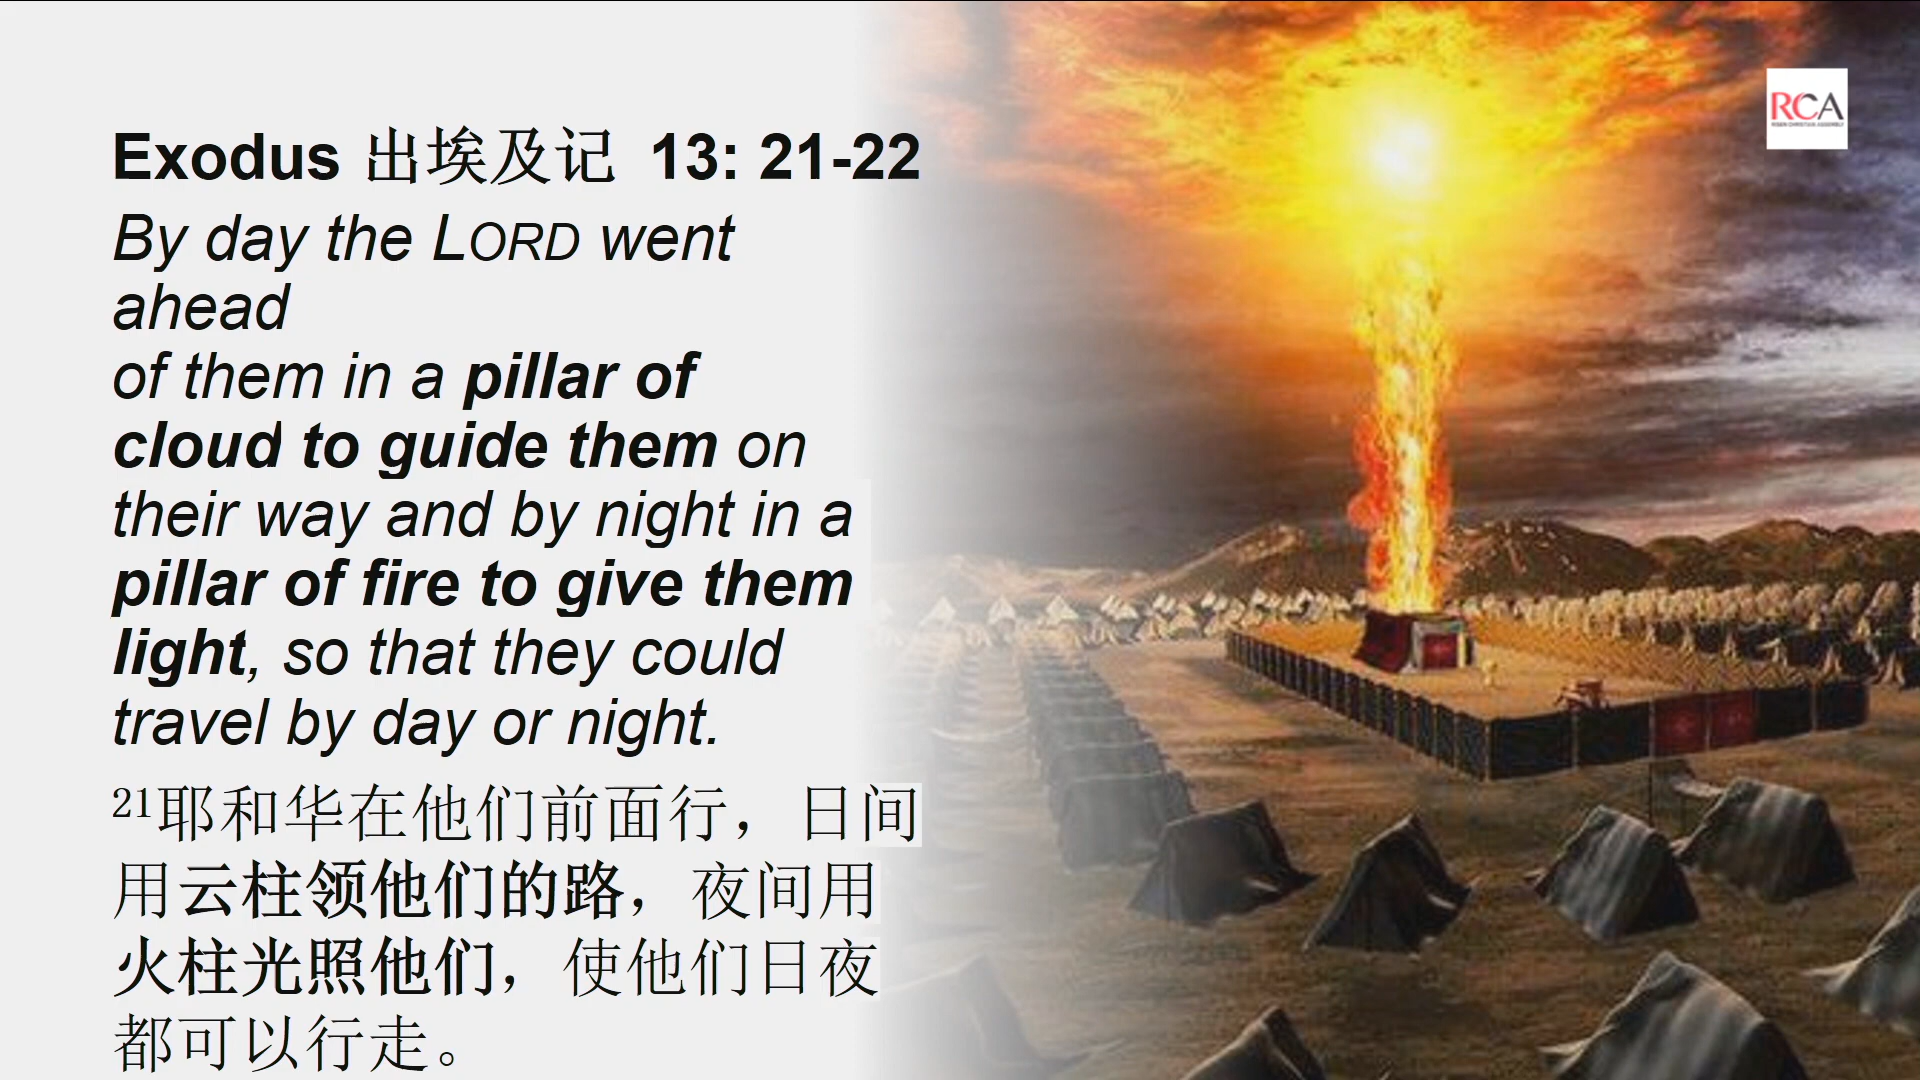 Exodus 出埃及记 13: 21-22
By day the LORD went
ahead
of them in a pillar of
cloud to guide them on
their way and by night in a
pillar of fire to give them
light, so that they could
travel by day or night.
21耶和华在他们前面行，日间
用云柱领他们的路，夜间用
火柱光照他们，使他们日夜
都可以行走。
RCA
RISEN CHRISTIAN ASSEMBLY